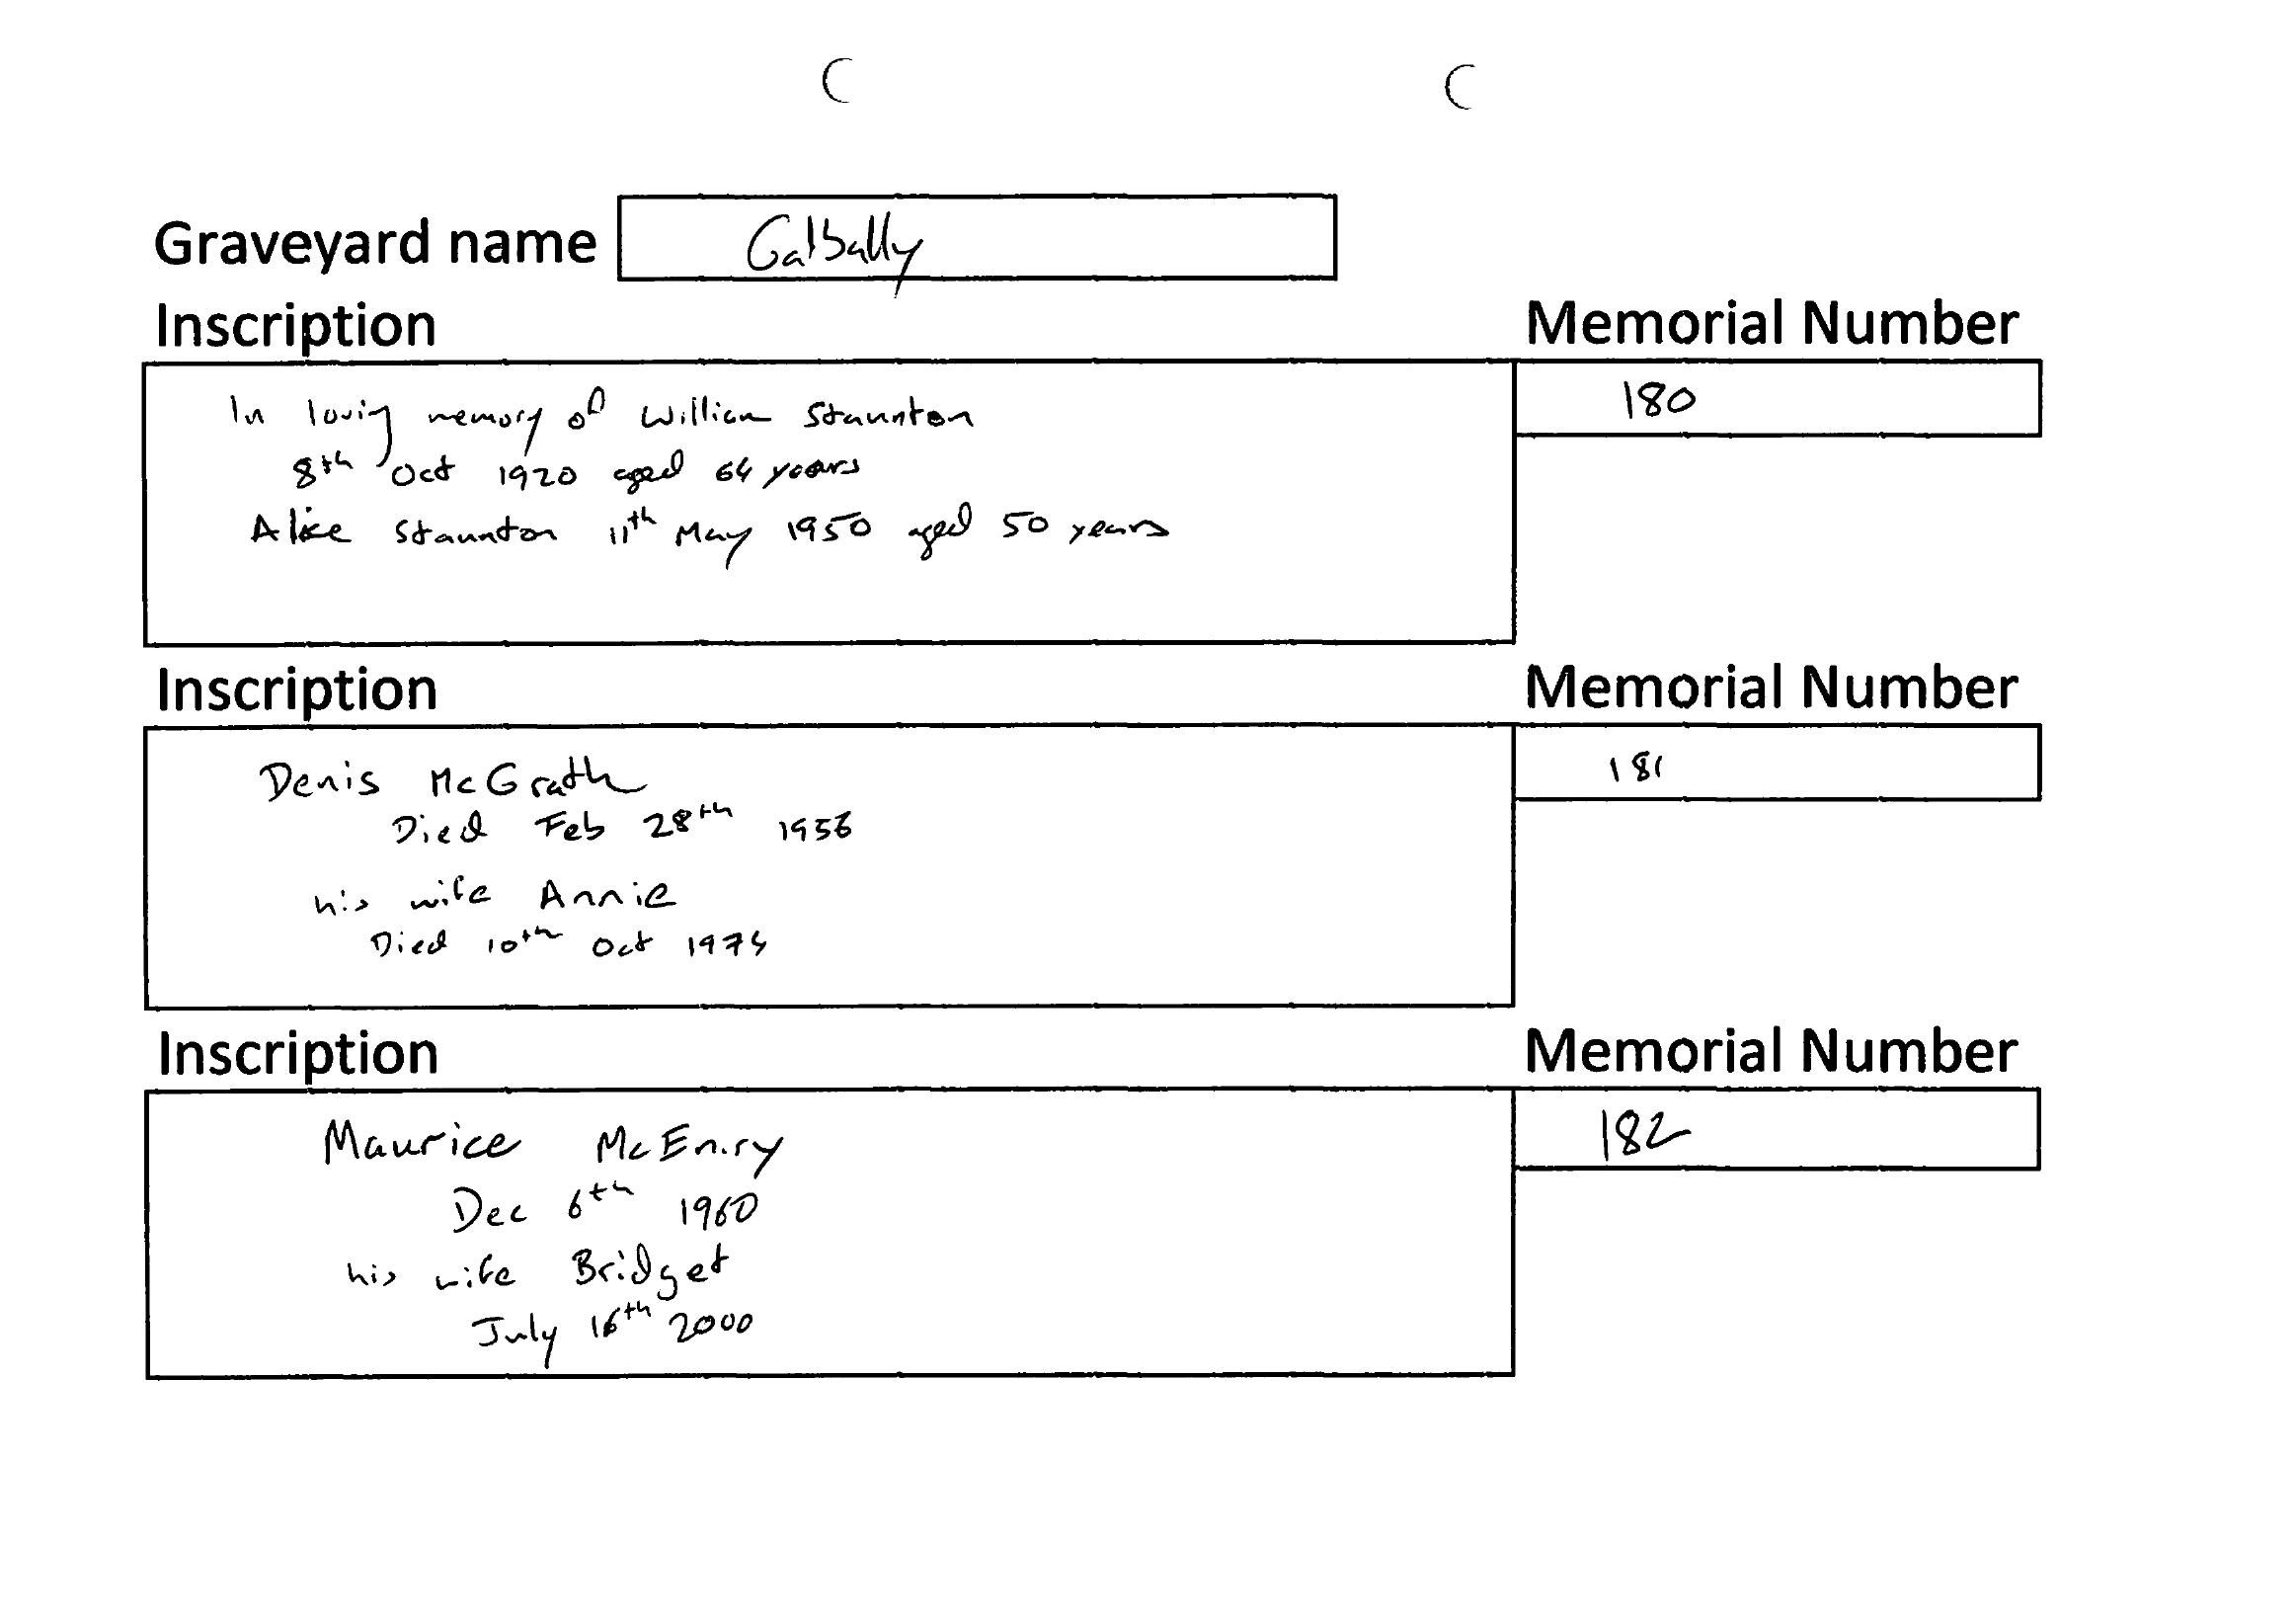 Graveyard name Galbally
Inscription Memorial Number
In loving memory of William Staunton 180
8th Oct 1920 aged 64 years
Alice Staunton 11th May 1950 aged 50 years
Inscription Memorial Number
Denis McGrath 181
Died Feb 28th 1956
his wife Annie
Died 10th Oct 1974
Inscription Memorial Number
Maurice McEniry 182
Dec 6th 1960
his wife Bridget
July 16th 2000